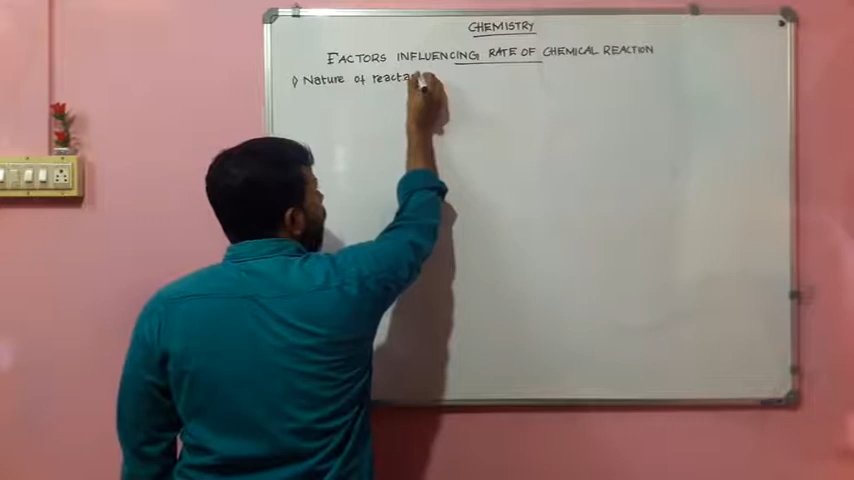 CHEMISTRY
FACTORS INFLUENCING RATE OF CHEMICAL REACTION
◊ Nature of reacta